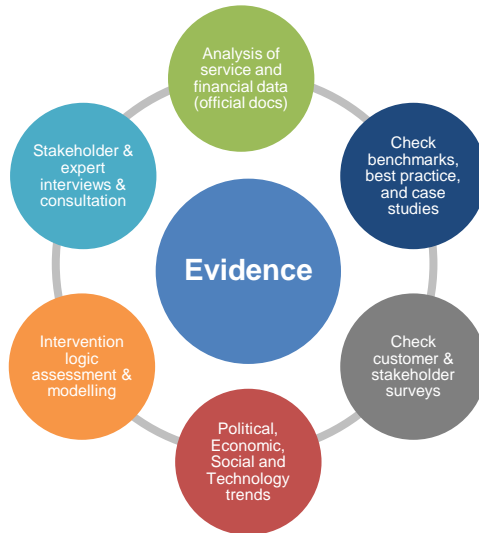 Analysis of
service and
financial data
(official docs)
Check
benchmarks,
best practice,
and case
studies
Check
customer &
stakeholder
surveys
Political,
Economic,
Social and
Technology
trends
Intervention
logic
assessment &
modelling
Stakeholder &
expert
interviews &
consultation
Evidence